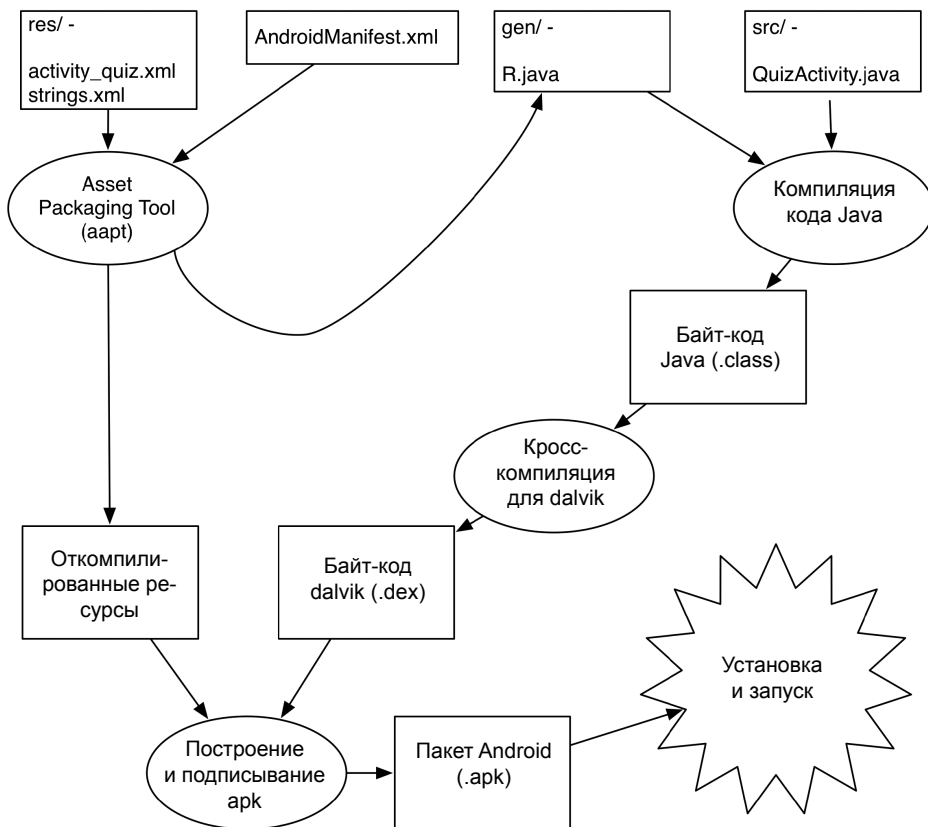 res/ -
activity_quiz.xml
strings.xml
AndroidManifest.xml
gen/ -
R.java
src/ -
QuizActivity.java
Asset
Packaging Tool
(aapt)
Компиляция
кода Java
Байт-код
Java (.class)
Кросс-
компиляция
для dalvik
Откомпили-
рованные ре-
сурсы
Байт-код
dalvik (.dex)
Установка
и запуск
Построение
и подписывание
apk
Пакет Android
(.apk)